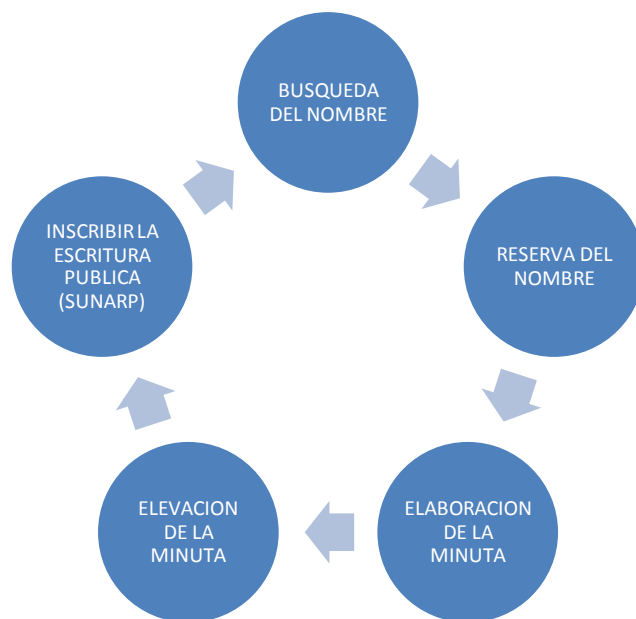 BUSQUEDA
DEL NOMBRE
RESERVA DEL
NOMBRE
ELABORACION
DE LA
MINUTA
ELEVACION
DE LA
MINUTA
INSCRIBIR LA
ESCRITURA
PUBLICA
(SUNARP)